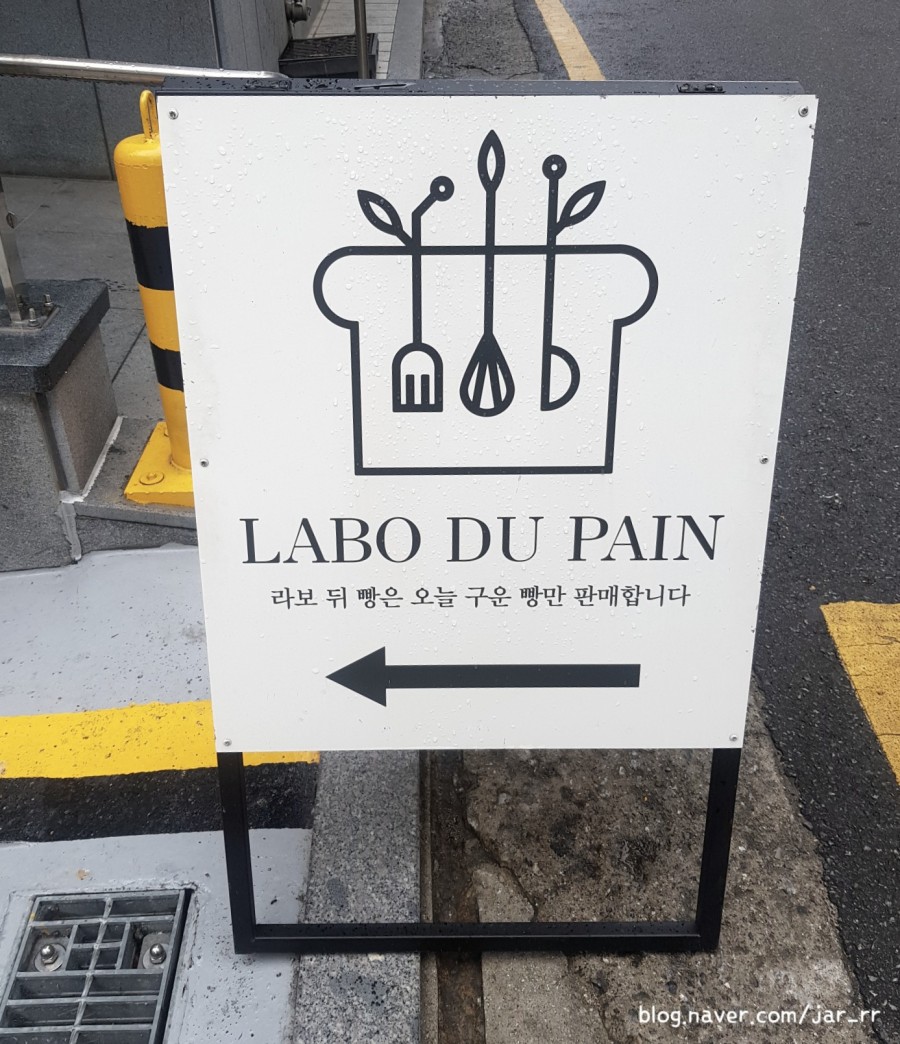 LABO DU PAIN
라보 뒤 빵은 오늘 구운 빵만 판매합니다
blog.naver.com/jar_rr